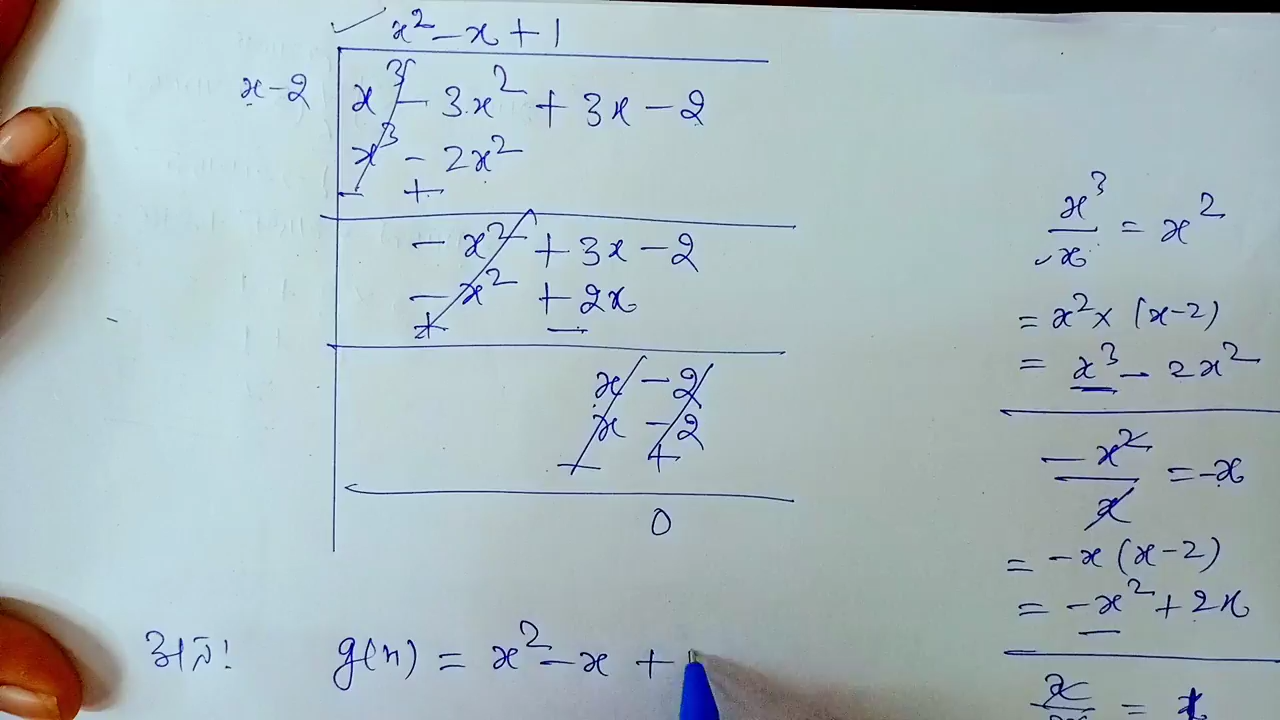 x² - x + 1
x - 2
x³ - 3x² + 3x - 2
x³ - 2x²
- +
- x² + 3x - 2
- x² + 2x
+ -
x - 2
x - 2
- +
0
अतः g(x) = x² - x +
x³/x = x²
= x² × (x-2)
= x³ - 2x²
-x²/x = -x
= -x (x-2)
= -x² + 2x